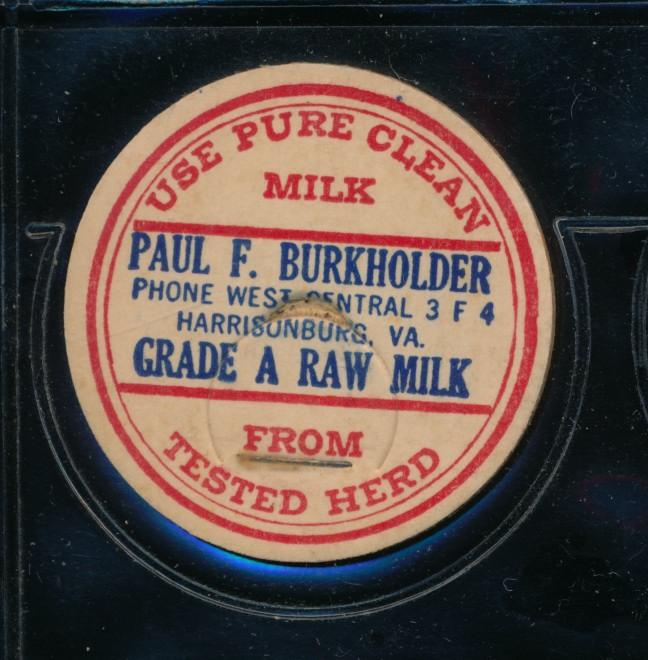 USE PURE CLEAN
MILK
PAUL F. BURKHOLDER
PHONE WEST CENTRAL 3 F 4
HARRISONBURG, VA.
GRADE A RAW MILK
FROM
TESTED HERD